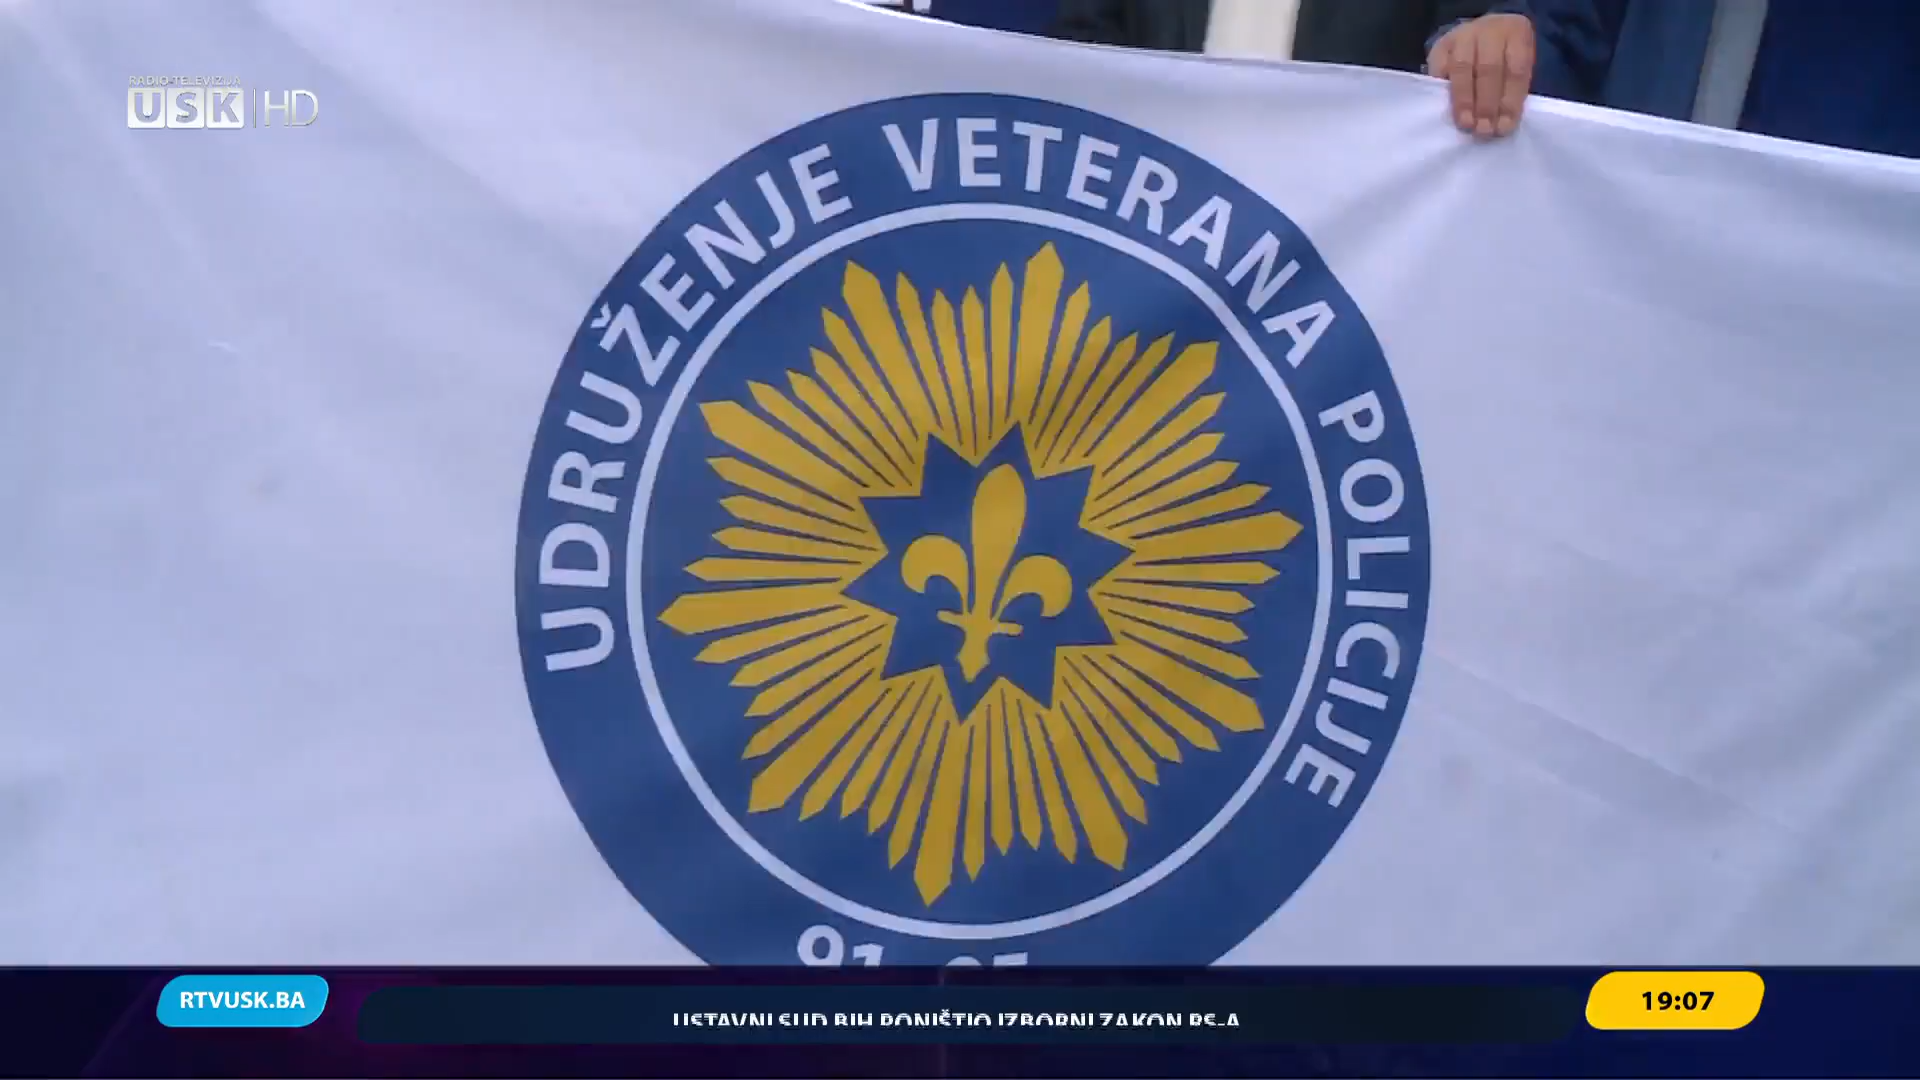 RADIO-TELEVIZIJA
USK HD
UDRUŽENJE VETERANA POLICIJE
RTVUSK.BA
USTAVNI SUD BIH PONIŠTIO IZBORNI ZAKON RS-A
19:07